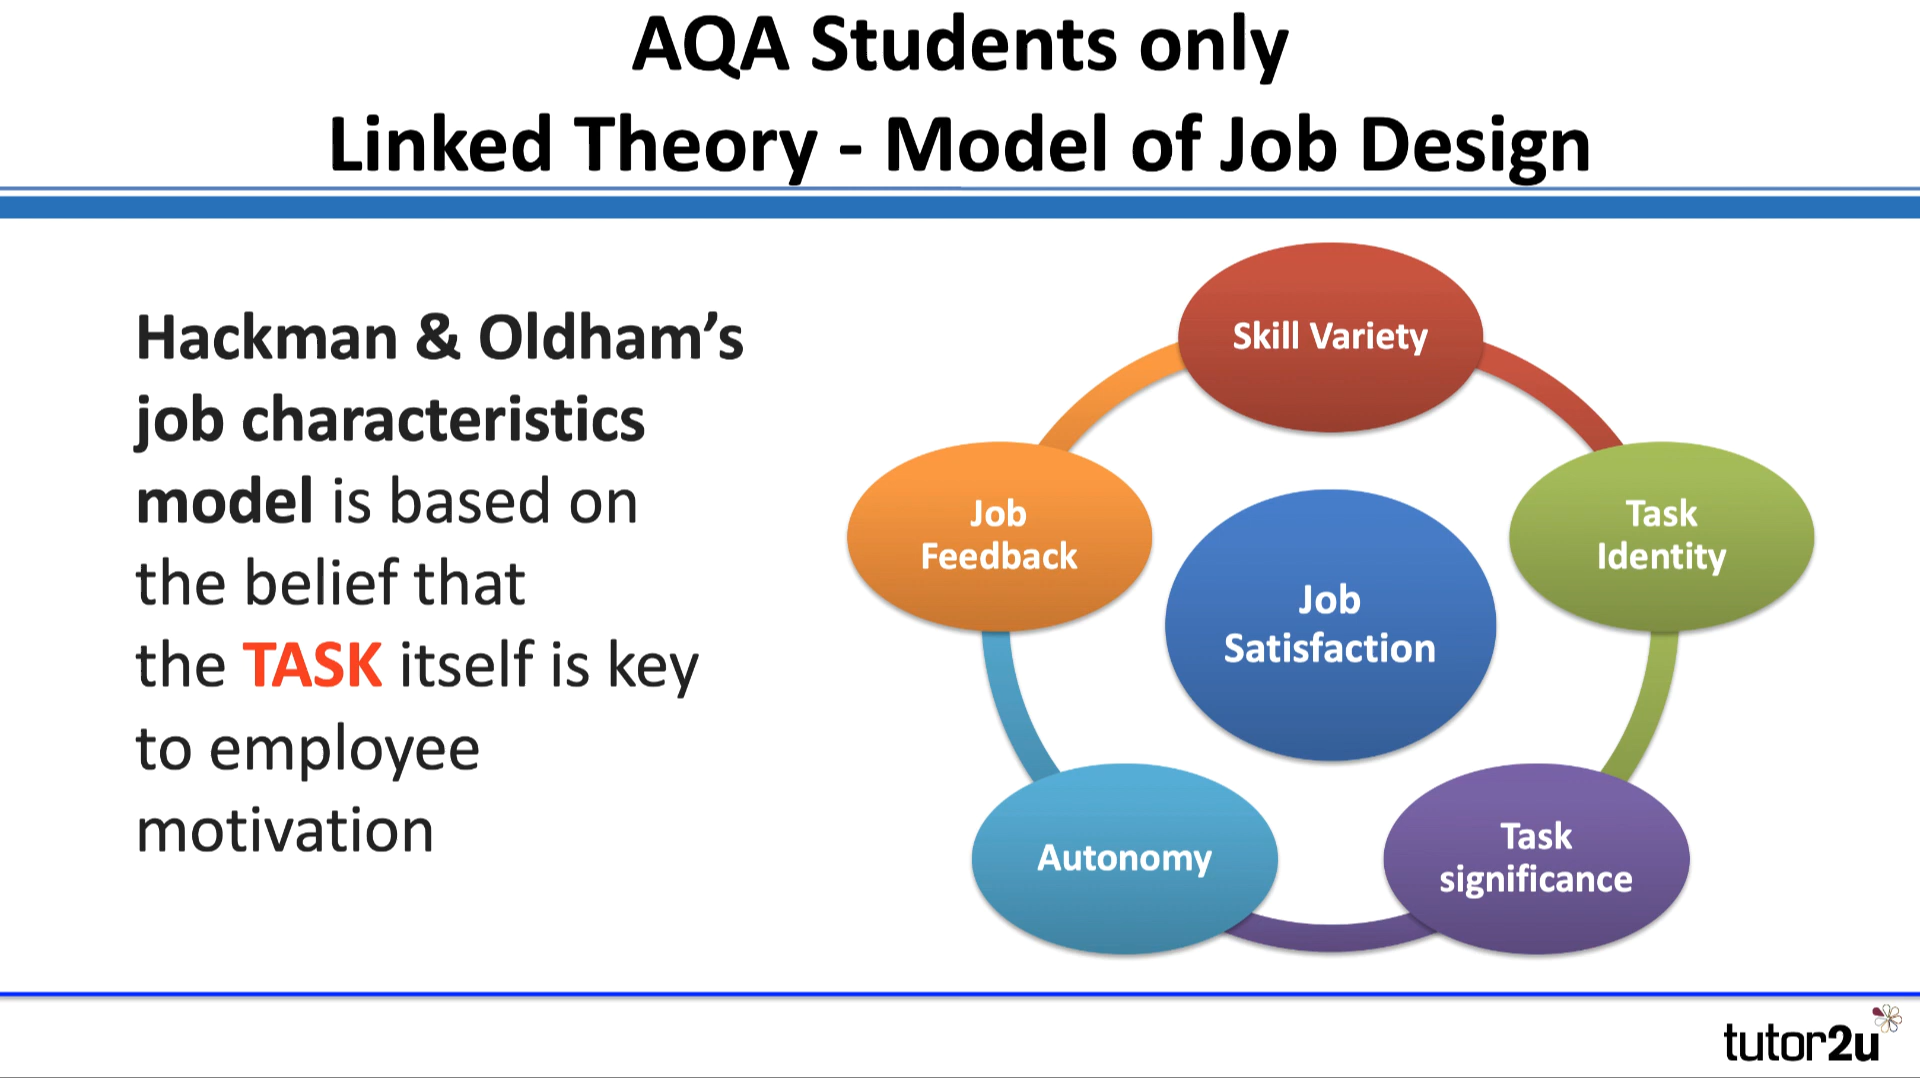 AQA Students only
Linked Theory - Model of Job Design
Hackman & Oldham’s
job characteristics
model is based on
the belief that
the TASK itself is key
to employee
motivation
Skill Variety
Task
Identity
Task
significance
Autonomy
Job
Feedback
Job
Satisfaction
tutor2u